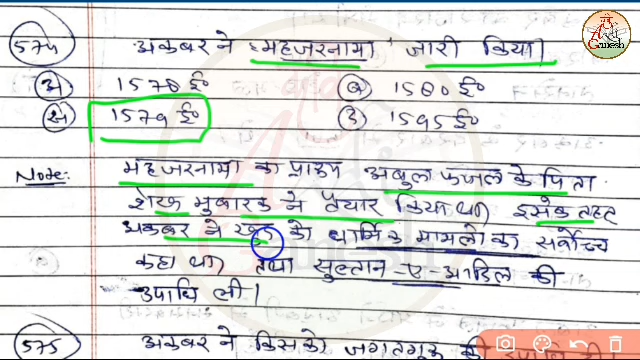 574 अकबर ने 'महजरनामा' जारी किया।
अ 1578 ई० ब 1580 ई०
स 1579 ई० द 1595 ई०
Note: महजरनामा का प्रारूप अबुल फजल के पिता
शेख मुबारक ने तैयार किया था। इसके तहत
अकबर ने खुद को धार्मिक मामलो का सर्वोच्च
कहा था। तथा सुल्तान-ए-आदिल की
उपाधि ली।
575 अकबर ने किसको जगतगुरू की
Ganesh